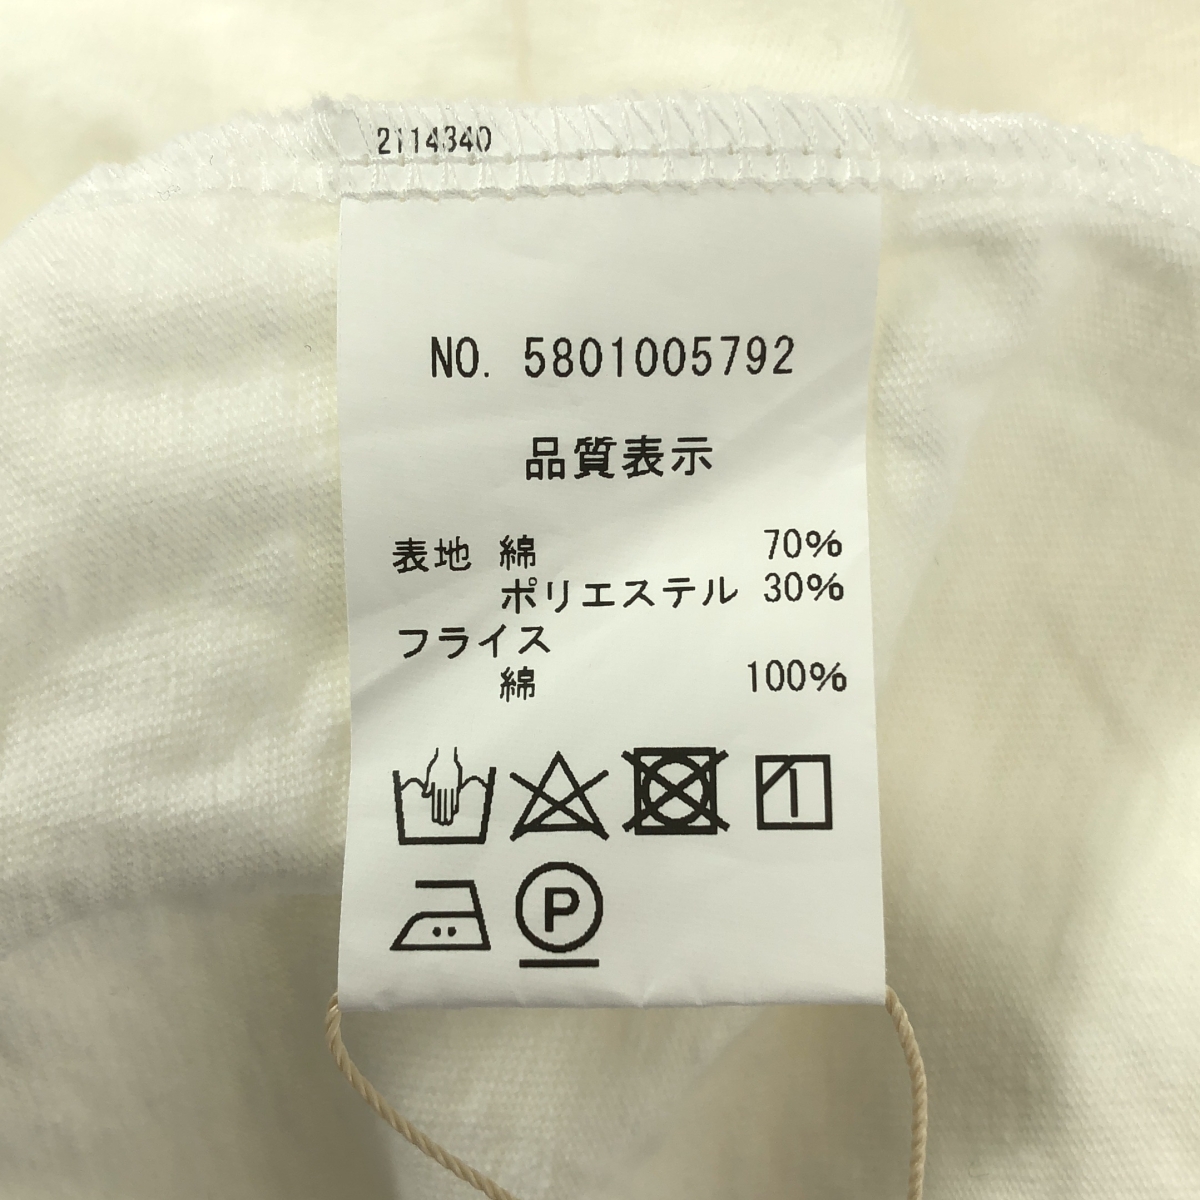 2114340
NO. 5801005792
品質表示
表地 綿 70%
ポリエステル 30%
フライス
綿 100%
P